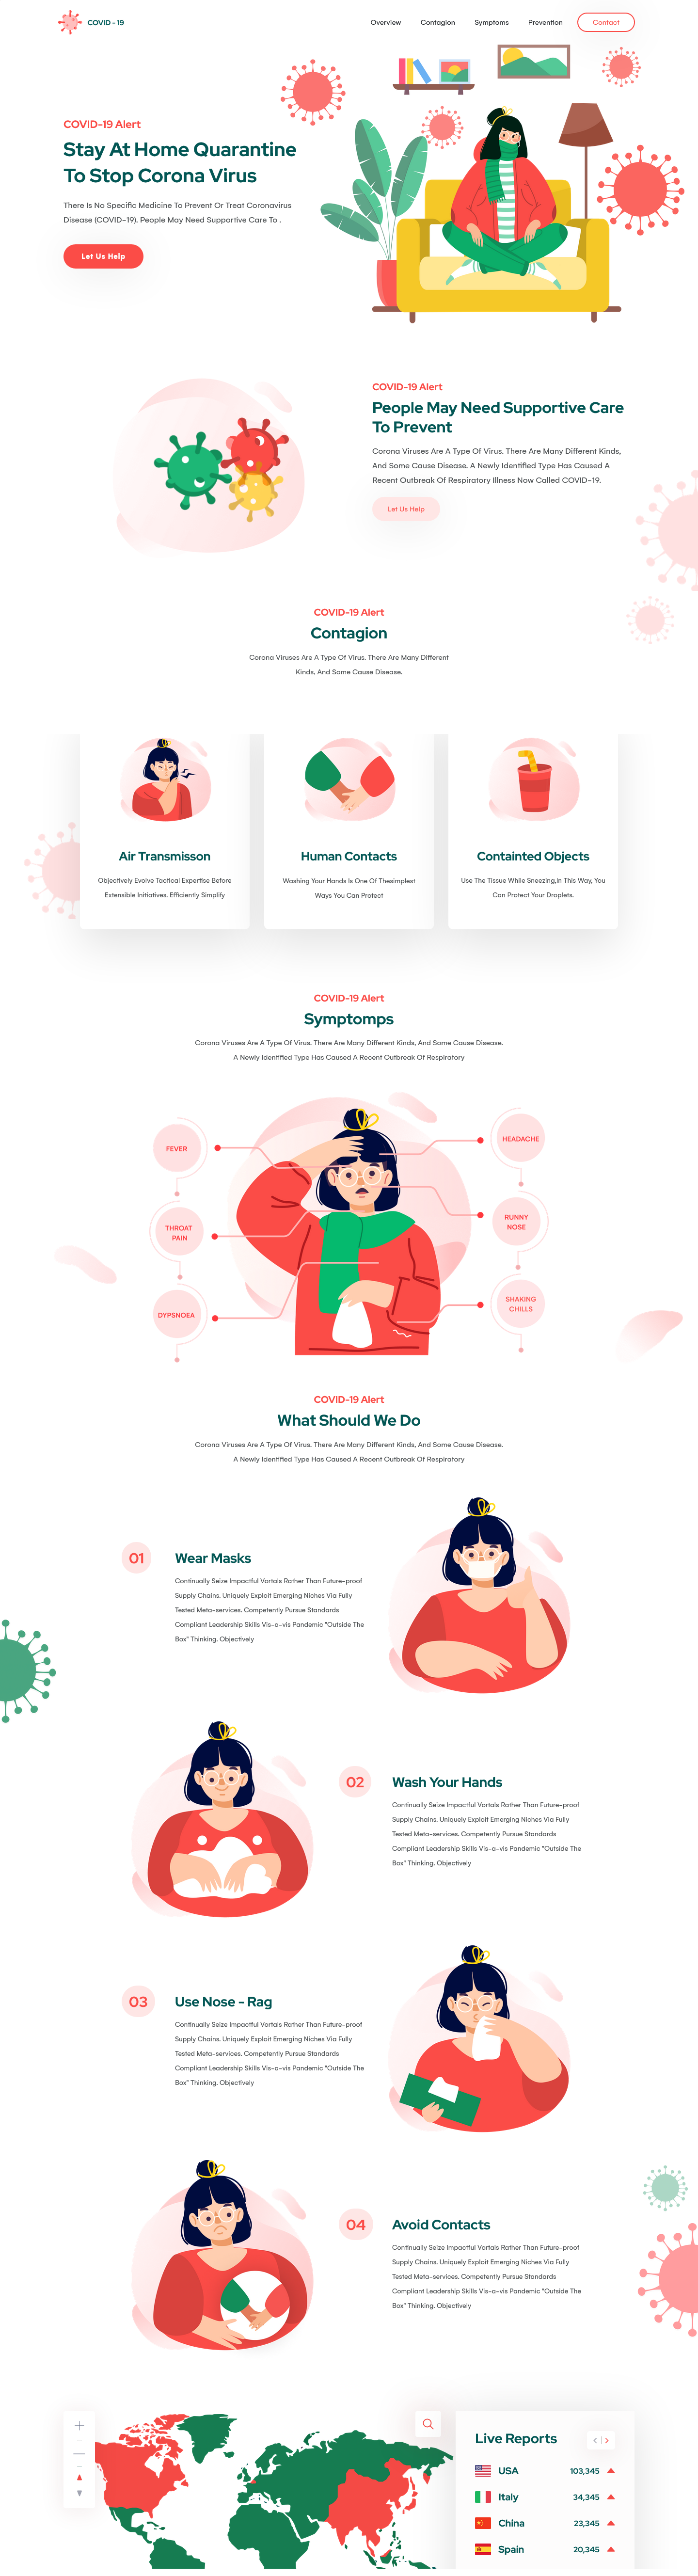 COVID - 19
Overview
Contagion
Symptoms
Prevention
Contact
COVID-19 Alert
Stay At Home Quarantine
To Stop Corona Virus
There Is No Specific Medicine To Prevent Or Treat Coronavirus
Disease (COVID-19). People May Need Supportive Care To .
Let Us Help
COVID-19 Alert
People May Need Supportive Care
To Prevent
Corona Viruses Are A Type Of Virus. There Are Many Different Kinds,
And Some Cause Disease. A Newly Identified Type Has Caused A
Recent Outbreak Of Respiratory Illness Now Called COVID-19.
Let Us Help
COVID-19 Alert
Contagion
Corona Viruses Are A Type Of Virus. There Are Many Different
Kinds, And Some Cause Disease.
Air Transmisson
Objectively Evolve Tactical Expertise Before
Extensible Initiatives. Efficiently Simplify
Human Contacts
Washing Your Hands Is One Of Thesimplest
Ways You Can Protect
Containted Objects
Use The Tissue While Sneezing,In This Way, You
Can Protect Your Droplets.
COVID-19 Alert
Symptomps
Corona Viruses Are A Type Of Virus. There Are Many Different Kinds, And Some Cause Disease.
A Newly Identified Type Has Caused A Recent Outbreak Of Respiratory
FEVER
HEADACHE
THROAT
PAIN
RUNNY
NOSE
DYPSNOEA
SHAKING
CHILLS
COVID-19 Alert
What Should We Do
Corona Viruses Are A Type Of Virus. There Are Many Different Kinds, And Some Cause Disease.
A Newly Identified Type Has Caused A Recent Outbreak Of Respiratory
01
Wear Masks
Continually Seize Impactful Vortals Rather Than Future-proof
Supply Chains. Uniquely Exploit Emerging Niches Via Fully
Tested Meta-services. Competently Pursue Standards
Compliant Leadership Skills Vis-a-vis Pandemic "Outside The
Box" Thinking. Objectively
02
Wash Your Hands
Continually Seize Impactful Vortals Rather Than Future-proof
Supply Chains. Uniquely Exploit Emerging Niches Via Fully
Tested Meta-services. Competently Pursue Standards
Compliant Leadership Skills Vis-a-vis Pandemic "Outside The
Box" Thinking. Objectively
03
Use Nose - Rag
Continually Seize Impactful Vortals Rather Than Future-proof
Supply Chains. Uniquely Exploit Emerging Niches Via Fully
Tested Meta-services. Competently Pursue Standards
Compliant Leadership Skills Vis-a-vis Pandemic "Outside The
Box" Thinking. Objectively
04
Avoid Contacts
Continually Seize Impactful Vortals Rather Than Future-proof
Supply Chains. Uniquely Exploit Emerging Niches Via Fully
Tested Meta-services. Competently Pursue Standards
Compliant Leadership Skills Vis-a-vis Pandemic "Outside The
Box" Thinking. Objectively
Live Reports
USA 103,345
Italy 34,345
China 23,345
Spain 20,345